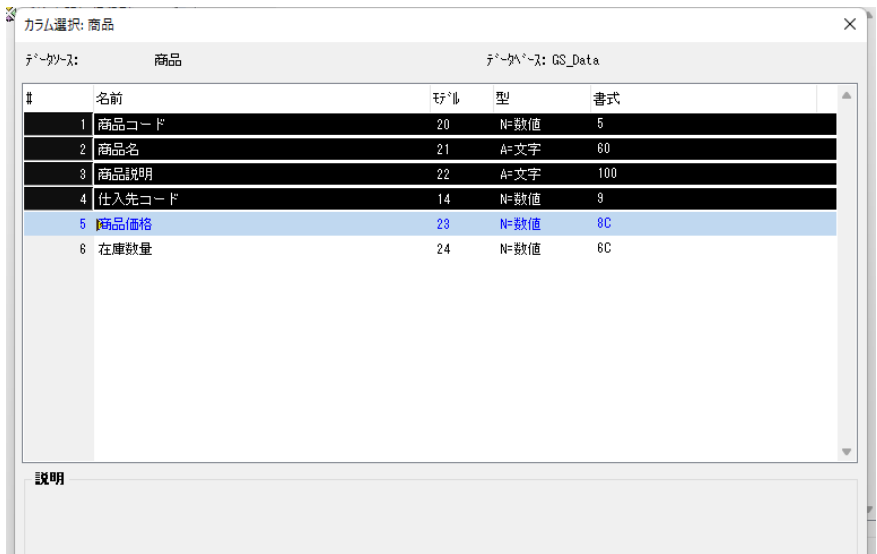 カラム選択: 商品
データソース: 商品 データベース: GS_Data
# 名前 モデル 型 書式
1 商品コード 20 N=数値 5
2 商品名 21 A=文字 60
3 商品説明 22 A=文字 100
4 仕入先コード 14 N=数値 9
5 商品価格 23 N=数値 8C
6 在庫数量 24 N=数値 6C
説明